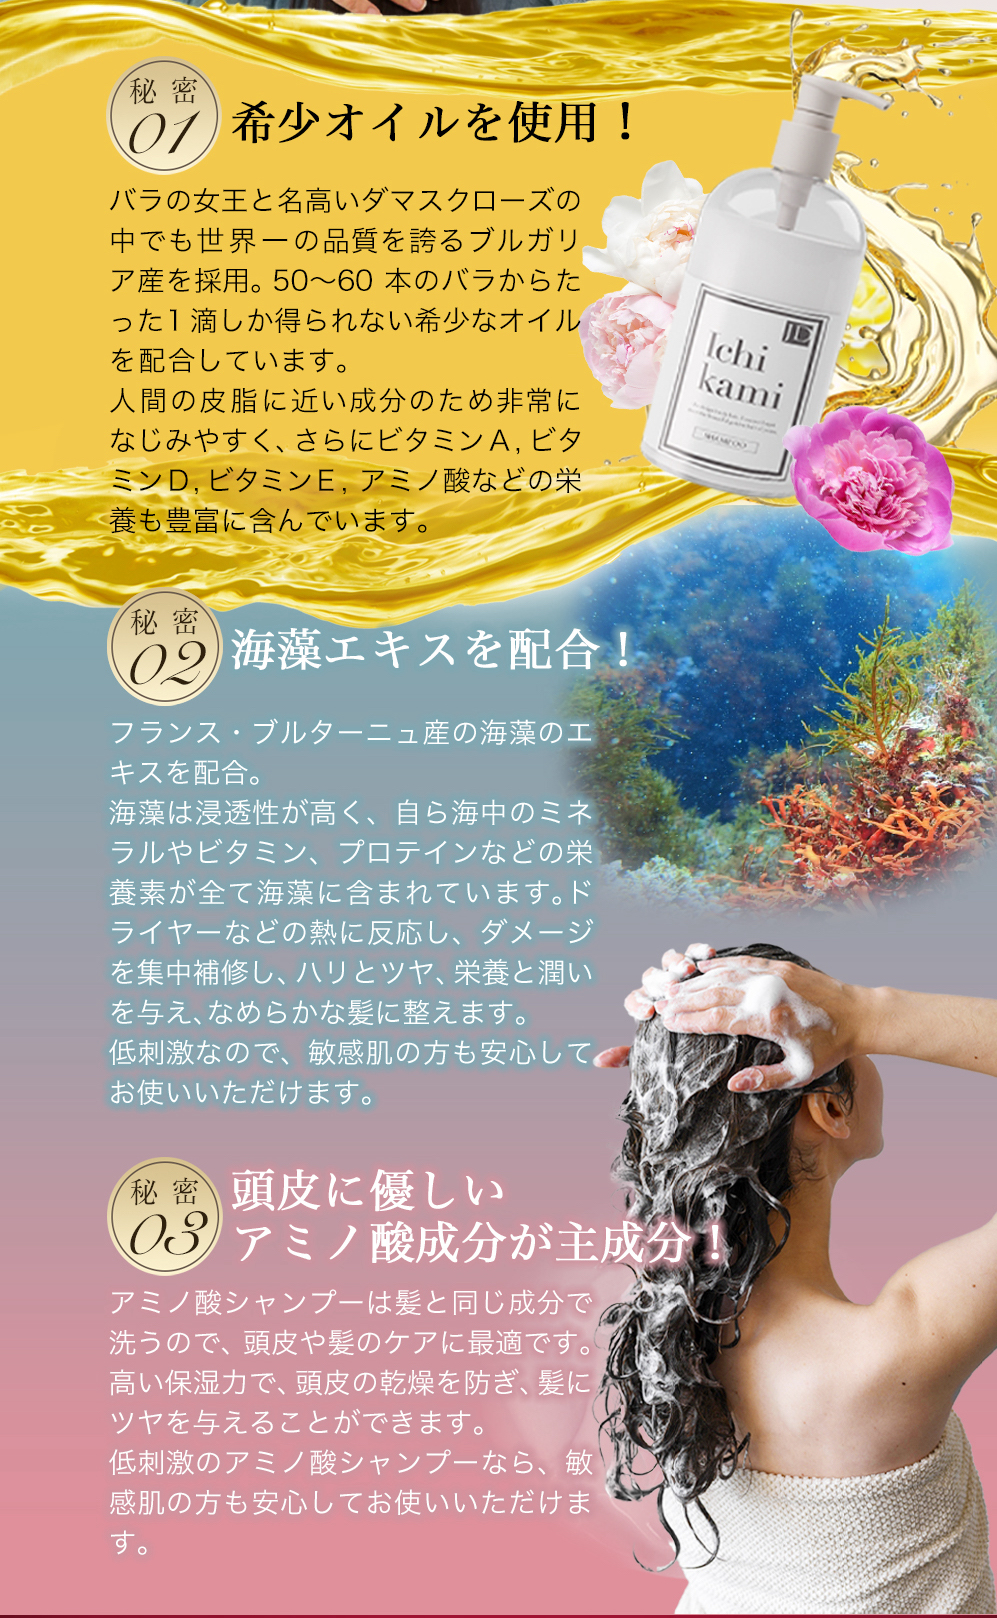 秘密
01
希少オイルを使用！
バラの女王と名高いダマスクローズの
中でも世界一の品質を誇るブルガリ
ア産を採用。50〜60 本のバラからた
った1 滴しか得られない希少なオイル
を配合しています。
人間の皮脂に近い成分のため非常に
なじみやすく、さらにビタミンA, ビタ
ミンD, ビタミンE, アミノ酸などの栄
養も豊富に含んでいます。
Ichi
kami
SHAMPOO
秘密
02
海藻エキスを配合！
フランス・ブルターニュ産の海藻のエ
キスを配合。
海藻は浸透性が高く、自ら海中のミネ
ラルやビタミン、プロテインなどの栄
養素が全て海藻に含まれています。ド
ライヤーなどの熱に反応し、ダメージ
を集中補修し、ハリとツヤ、栄養と潤い
を与え、なめらかな髪に整えます。
低刺激なので、敏感肌の方も安心して
お使いいただけます。
秘密
03
頭皮に優しい
アミノ酸成分が主成分！
アミノ酸シャンプーは髪と同じ成分で
洗うので、頭皮や髪のケアに最適です。
高い保湿力で、頭皮の乾燥を防ぎ、髪に
ツヤを与えることができます。
低刺激のアミノ酸シャンプーなら、敏
感肌の方も安心してお使いいただけま
す。